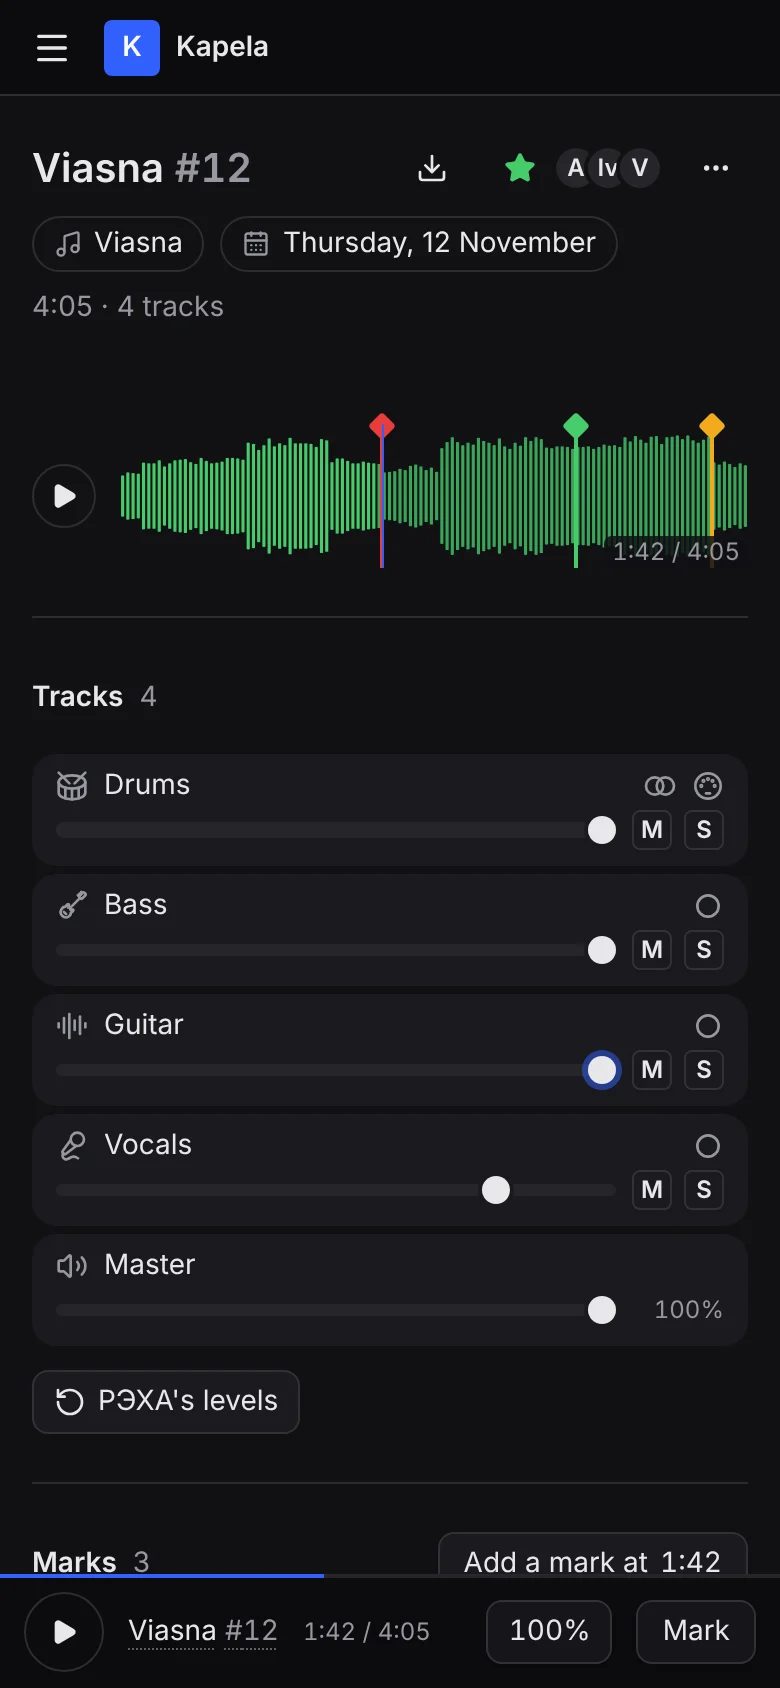 K Kapela
Viasna #12
A Iv V
Viasna
Thursday, 12 November
4:05 · 4 tracks
1:42 / 4:05
Tracks 4
Drums
M S
Bass
M S
Guitar
M S
Vocals
M S
Master
100%
РЭХА's levels
Marks 3
Add a mark at 1:42
Viasna #12 1:42 / 4:05 100% Mark